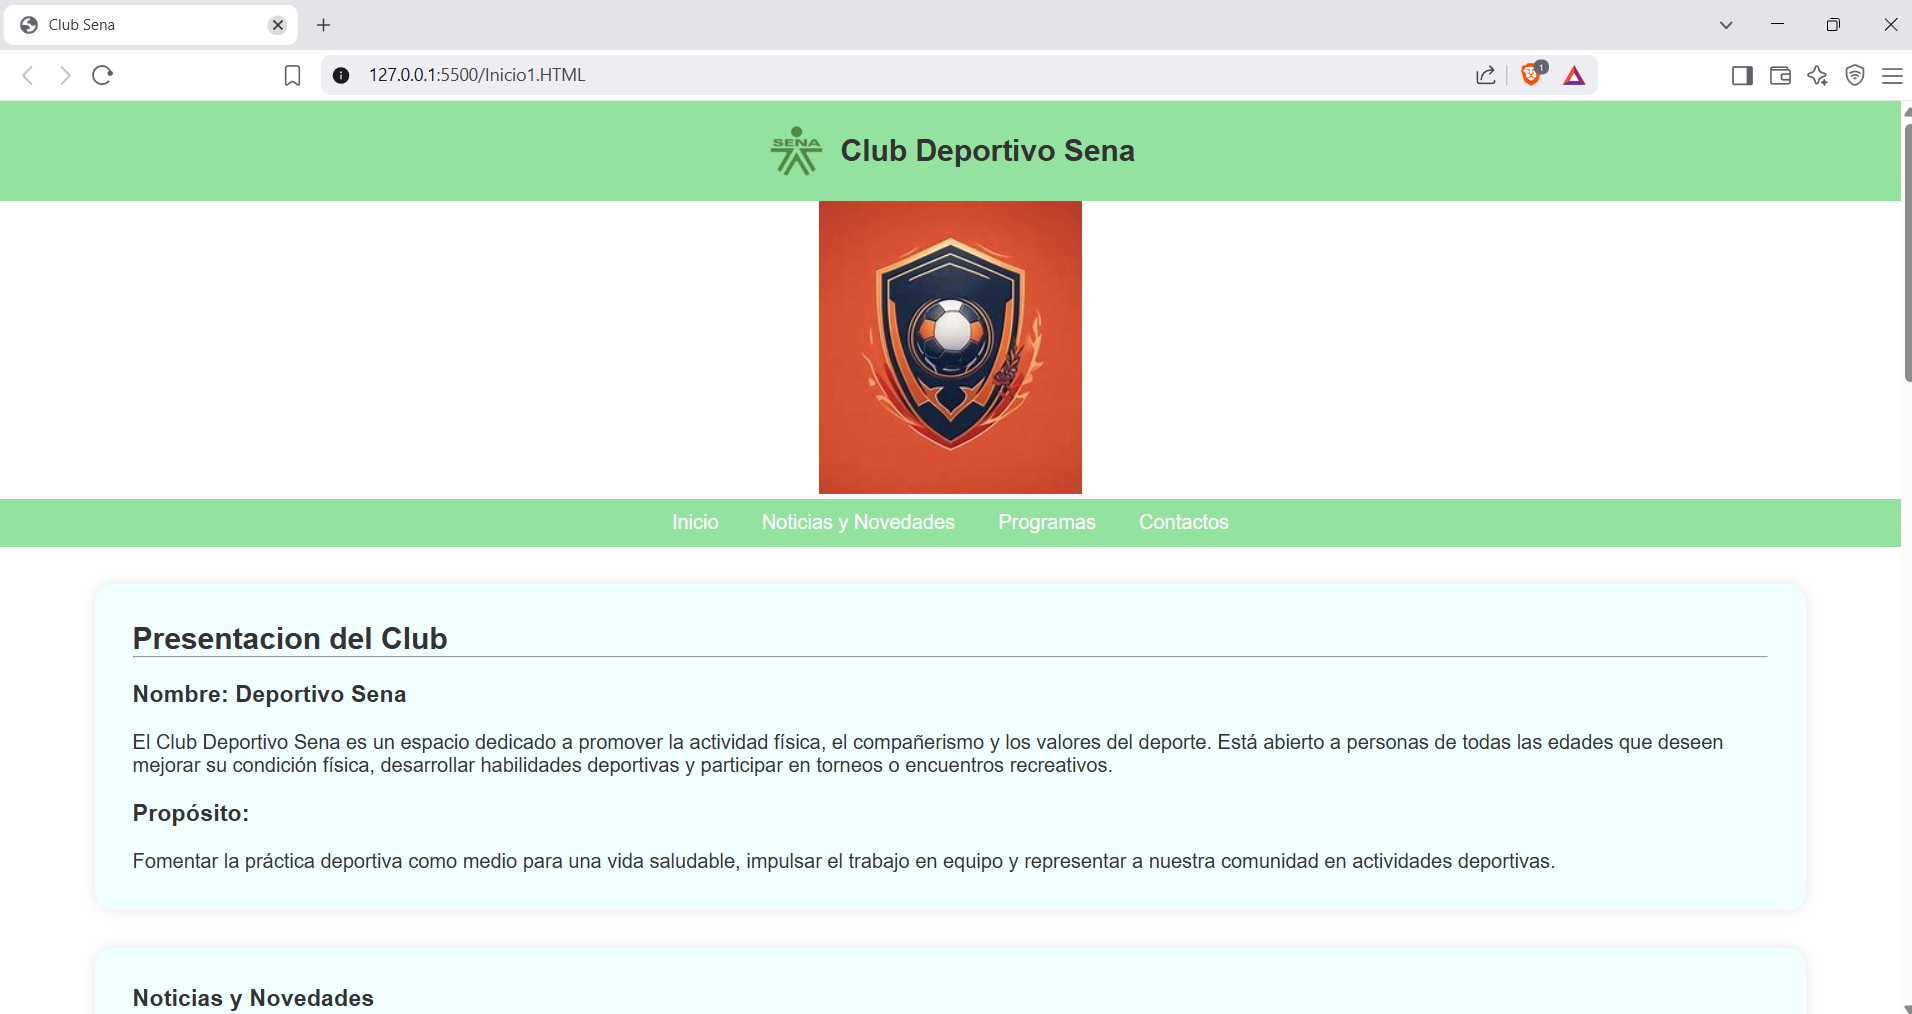 Club Sena
127.0.0.1:5500/Inicio1.HTML
1
SENA
Club Deportivo Sena
Inicio Noticias y Novedades Programas Contactos
Presentacion del Club
Nombre: Deportivo Sena
El Club Deportivo Sena es un espacio dedicado a promover la actividad física, el compañerismo y los valores del deporte. Está abierto a personas de todas las edades que deseen
mejorar su condición física, desarrollar habilidades deportivas y participar en torneos o encuentros recreativos.
Propósito:
Fomentar la práctica deportiva como medio para una vida saludable, impulsar el trabajo en equipo y representar a nuestra comunidad en actividades deportivas.
Noticias y Novedades